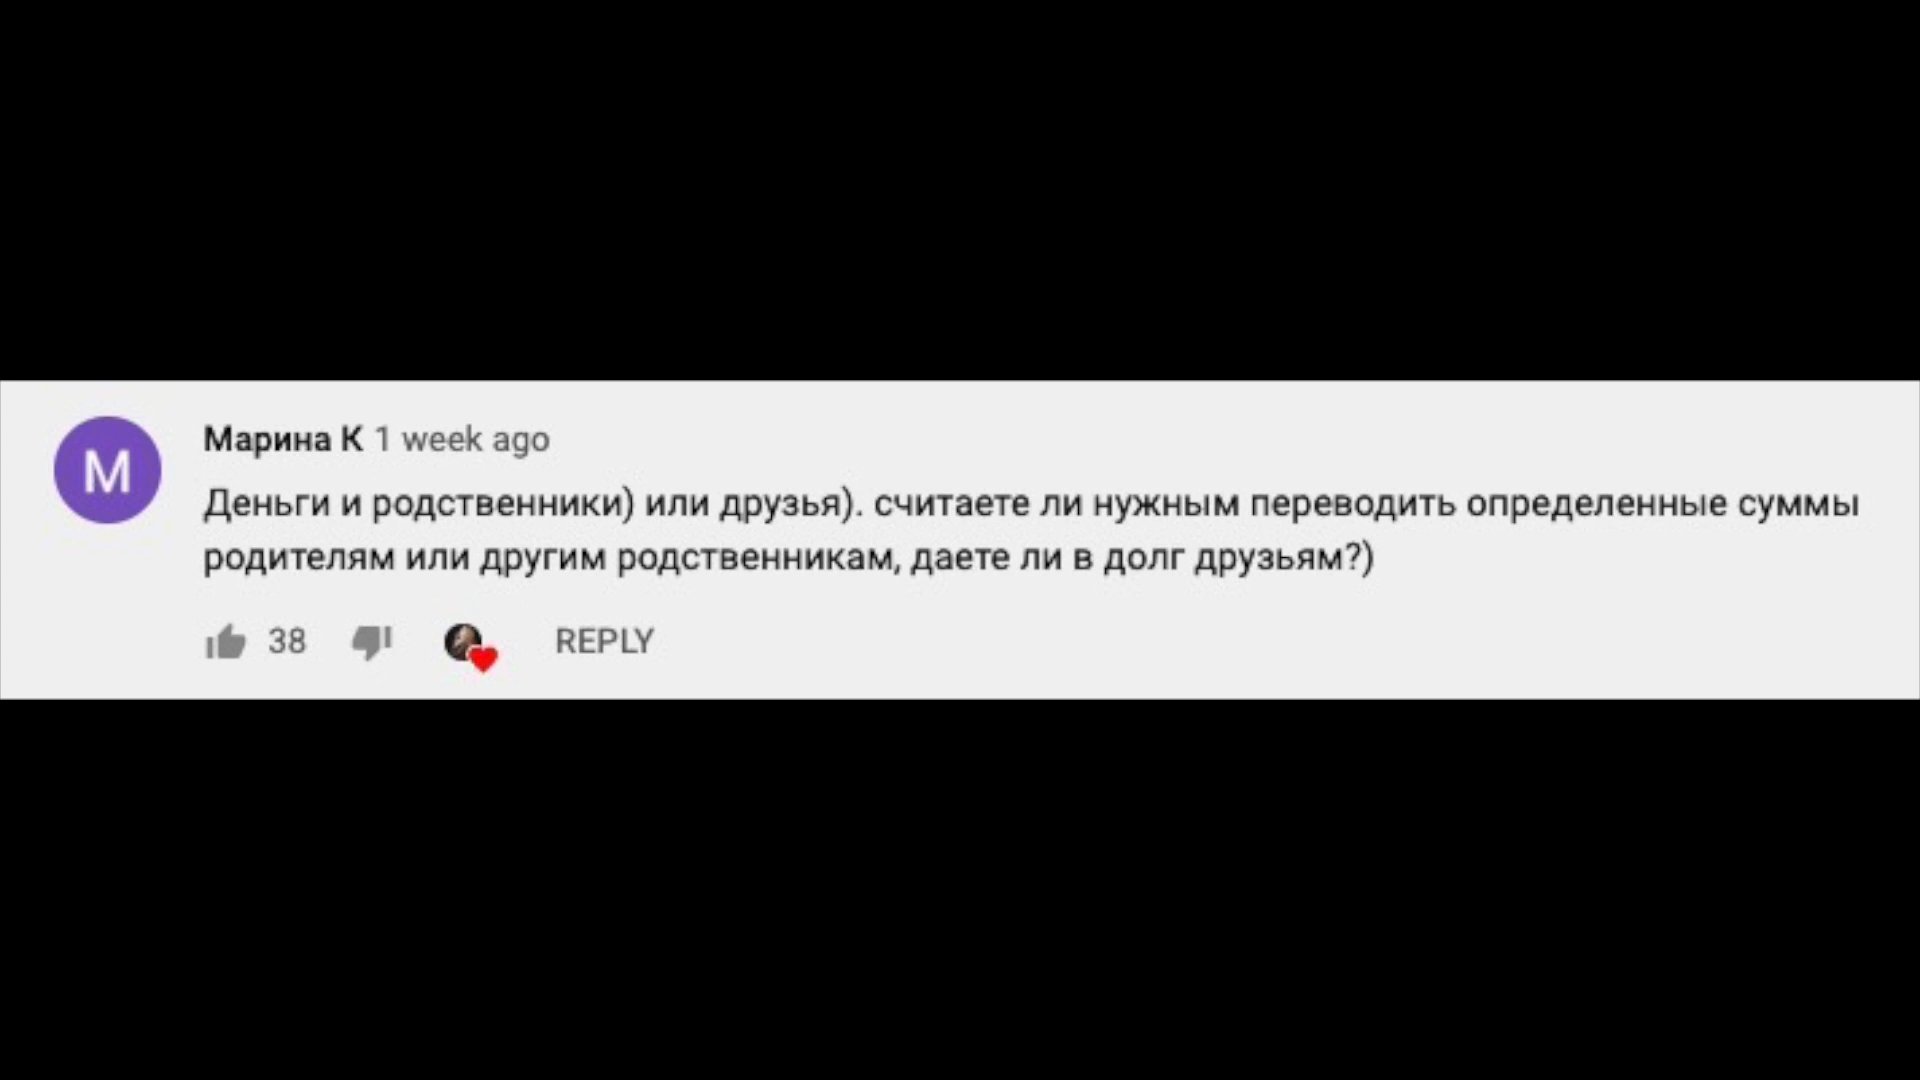 М
Марина К 1 week ago
Деньги и родственники) или друзья). считаете ли нужным переводить определенные суммы
родителям или другим родственникам, даете ли в долг друзьям?)
38 REPLY